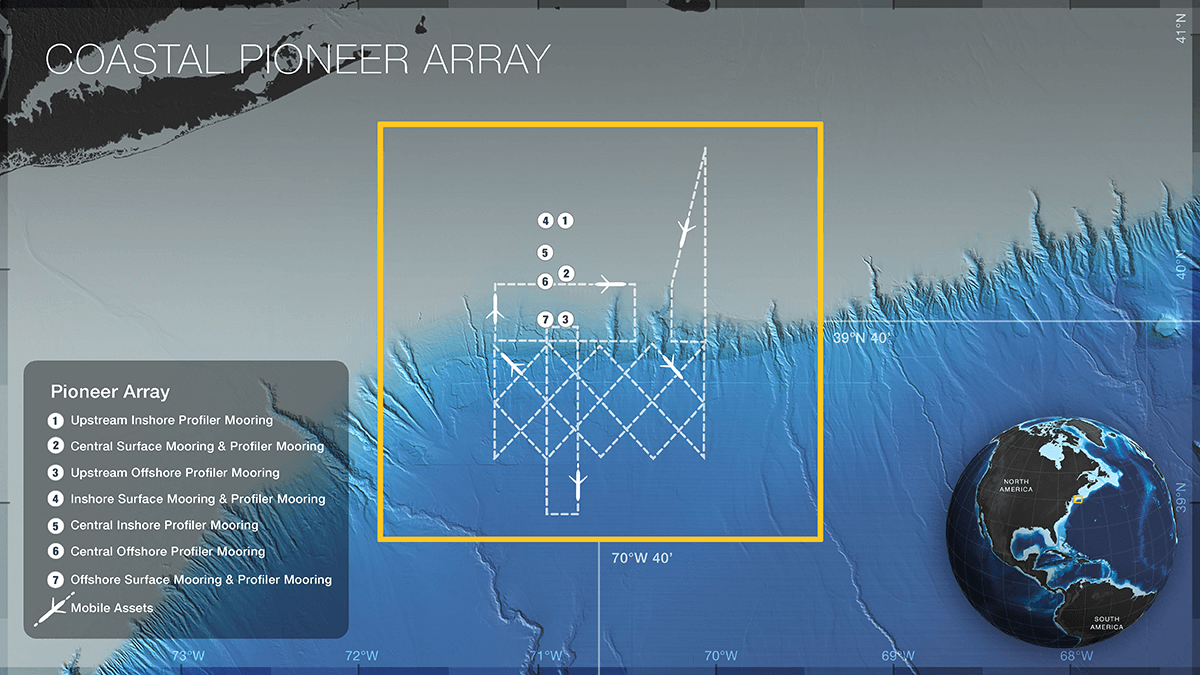 COASTAL PIONEER ARRAY
41°N
4 1
5
2
6
7 3
40°N
39°N 40'
Pioneer Array
1 Upstream Inshore Profiler Mooring
2 Central Surface Mooring & Profiler Mooring
3 Upstream Offshore Profiler Mooring
4 Inshore Surface Mooring & Profiler Mooring
5 Central Inshore Profiler Mooring
6 Central Offshore Profiler Mooring
7 Offshore Surface Mooring & Profiler Mooring
Mobile Assets
NORTH
AMERICA
39°N
70°W 40'
SOUTH
AMERICA
73°W 72°W 71°W 70°W 69°W 68°W